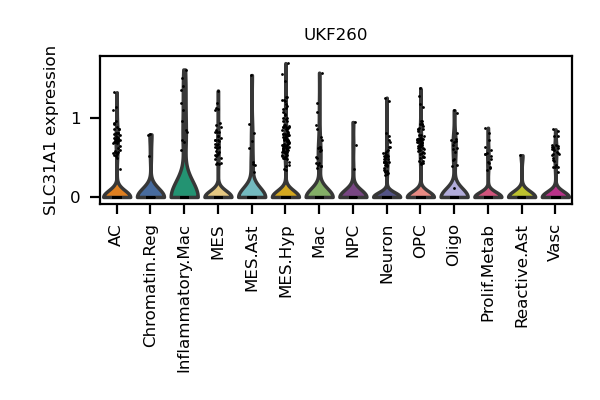 UKF260
SLC31A1 expression
1
0
AC
Chromatin.Reg
Inflammatory.Mac
MES
MES.Ast
MES.Hyp
Mac
NPC
Neuron
OPC
Oligo
Prolif.Metab
Reactive.Ast
Vasc